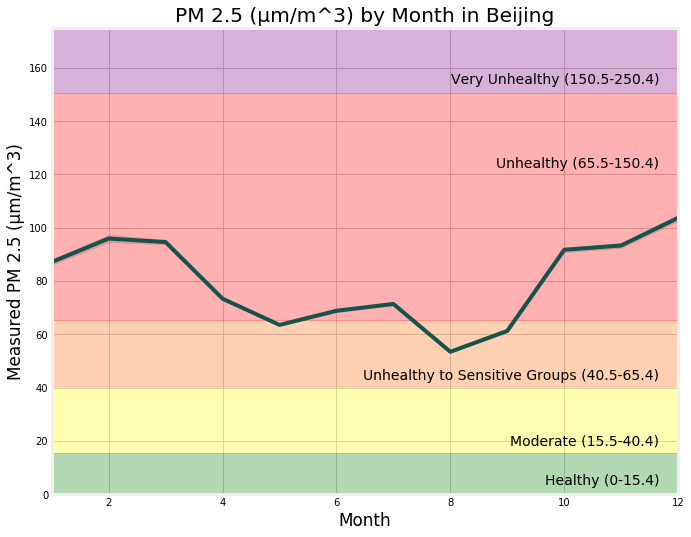 PM 2.5 (μm/m^3) by Month in Beijing
Measured PM 2.5 (μm/m^3)
160
140
120
100
80
60
40
20
0
Very Unhealthy (150.5-250.4)
Unhealthy (65.5-150.4)
Unhealthy to Sensitive Groups (40.5-65.4)
Moderate (15.5-40.4)
Healthy (0-15.4)
2 4 6 8 10 12
Month